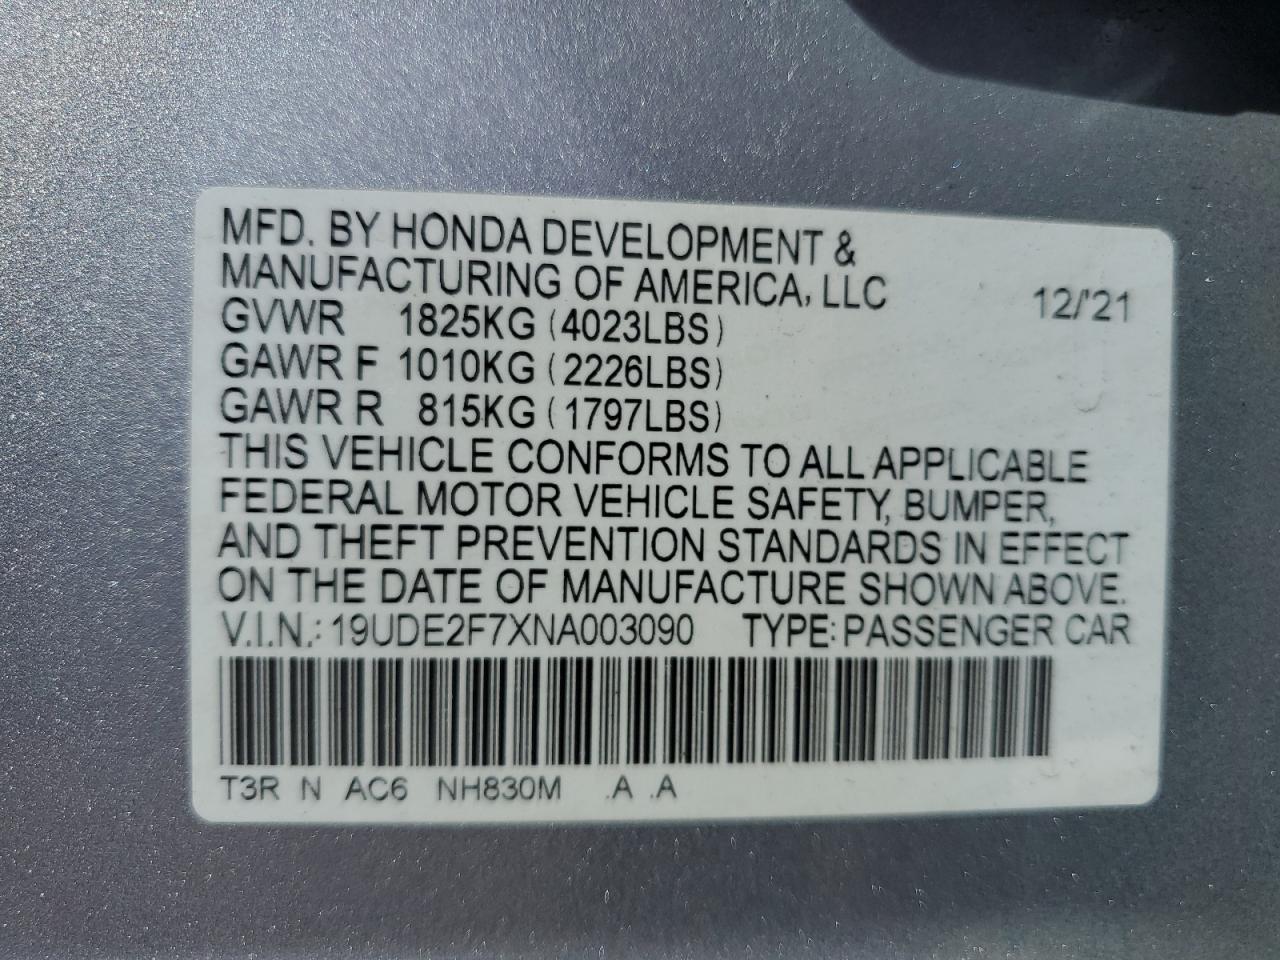 MFD. BY HONDA DEVELOPMENT &
MANUFACTURING OF AMERICA, LLC 12/'21
GVWR 1825KG (4023LBS)
GAWR F 1010KG (2226LBS)
GAWR R 815KG (1797LBS)
THIS VEHICLE CONFORMS TO ALL APPLICABLE
FEDERAL MOTOR VEHICLE SAFETY, BUMPER,
AND THEFT PREVENTION STANDARDS IN EFFECT
ON THE DATE OF MANUFACTURE SHOWN ABOVE.
V.I.N.: 19UDE2F7XNA003090 TYPE: PASSENGER CAR
T3R N AC6 NH830M .A .A